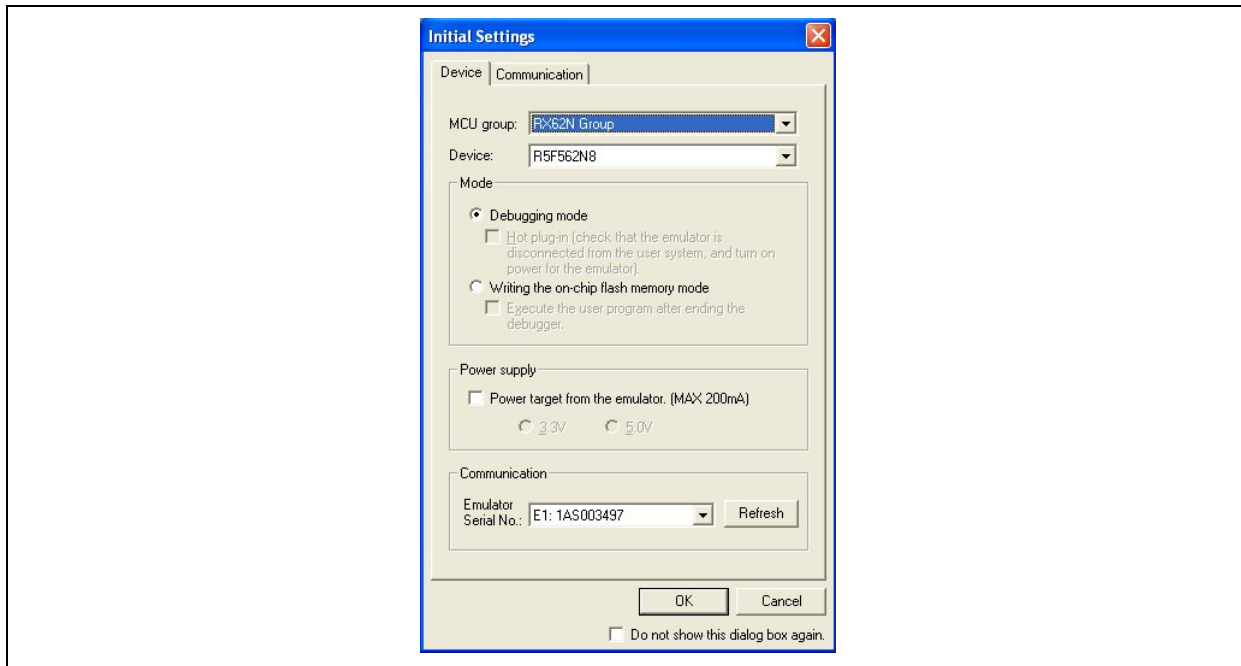 Initial Settings
Device Communication
MCU group: RX62N Group
Device: R5F562N8
Mode
Debugging mode
Hot plug-in (check that the emulator is
disconnected from the user system, and turn on
power for the emulator).
Writing the on-chip flash memory mode
Execute the user program after ending the
debugger.
Power supply
Power target from the emulator. (MAX 200mA)
3.3V 5.0V
Communication
Emulator
Serial No.: E1: 1AS003497 Refresh
OK Cancel
Do not show this dialog box again.